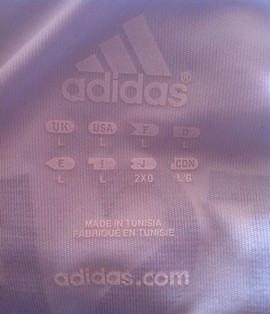 adidas®
UK USA F D
L L L L
E I J CDN
L L 2XO L/G
MADE IN TUNISIA
FABRIQUÉ EN TUNISIE
adidas.com